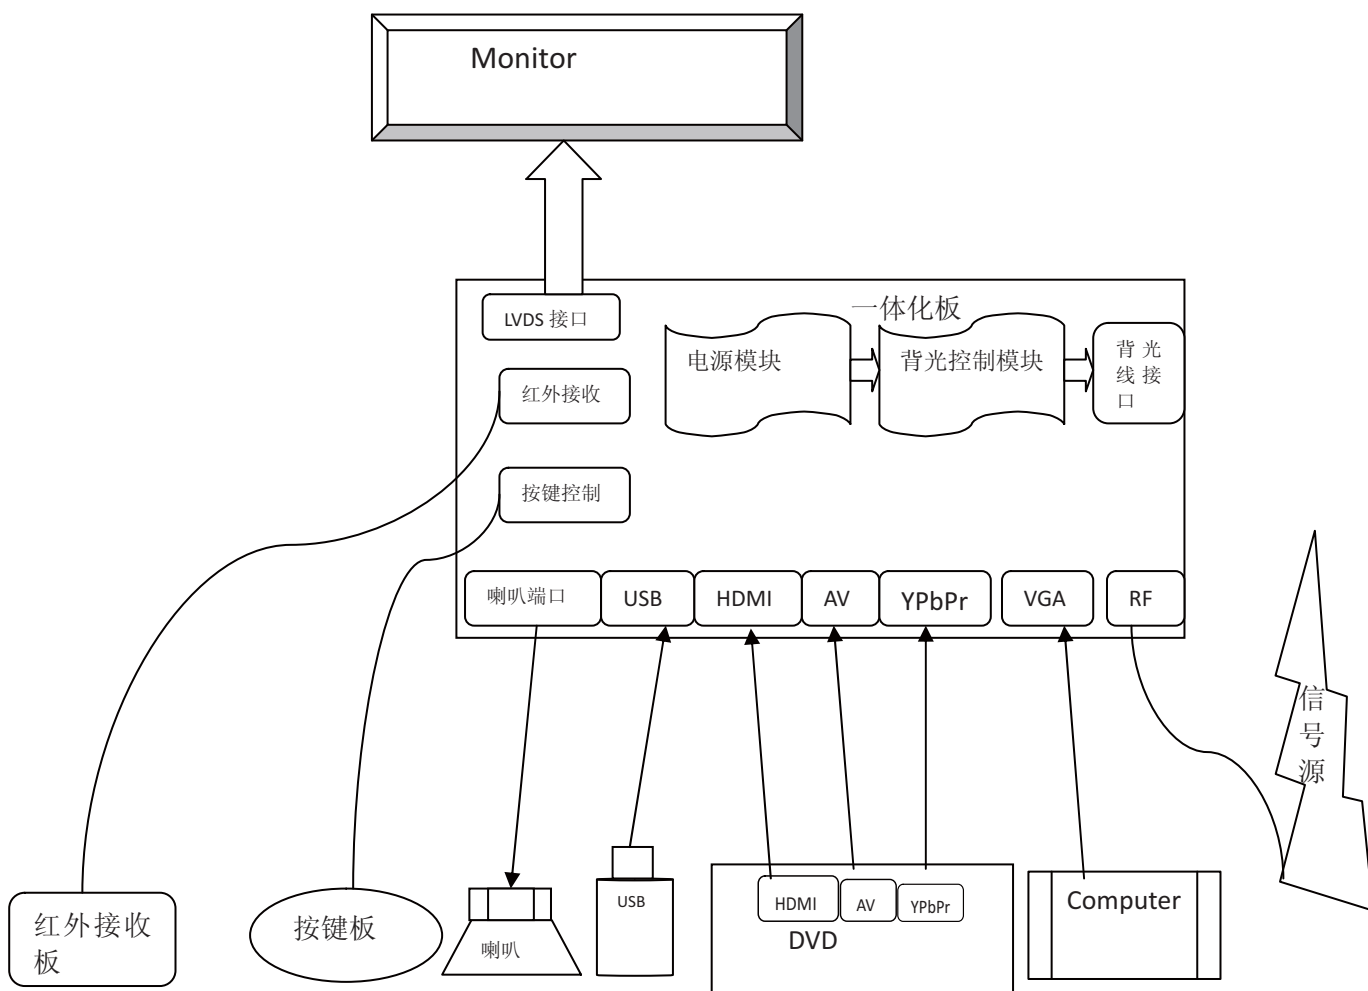 Monitor
一体化板
LVDS 接口
电源模块
背光控制模块
背 光
线 接
口
红外接收
按键控制
喇叭端口
USB
HDMI
AV
YPbPr
VGA
RF
信
号
源
红外接收
板
按键板
喇叭
USB
HDMI
AV
YPbPr
DVD
Computer